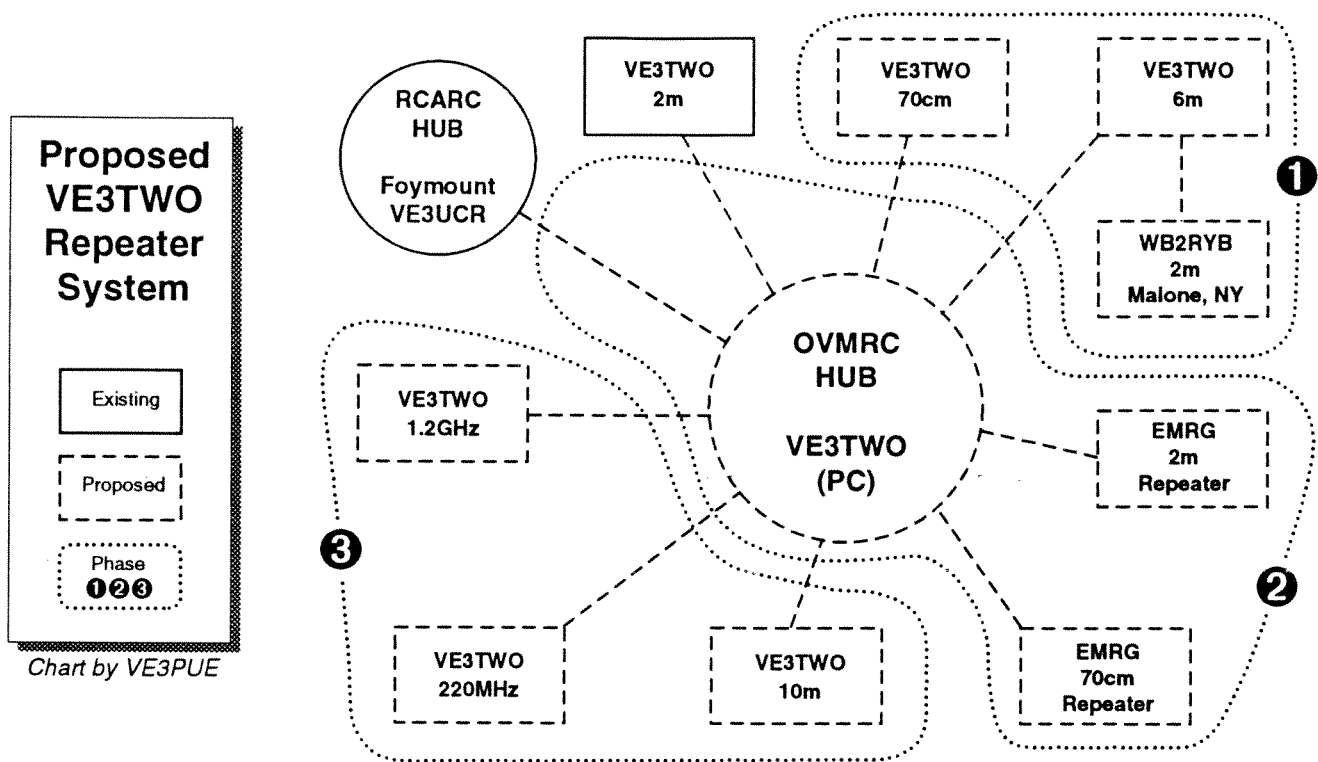 Proposed
VE3TWO
Repeater
System
Existing
Proposed
Phase
❶❷❸
Chart by VE3PUE
RCARC
HUB
Foymount
VE3UCR
VE3TWO
2m
VE3TWO
70cm
VE3TWO
6m
❶
WB2RYB
2m
Malone, NY
OVMRC
HUB
VE3TWO
(PC)
VE3TWO
1.2GHz
EMRG
2m
Repeater
❸
❷
VE3TWO
220MHz
VE3TWO
10m
EMRG
70cm
Repeater